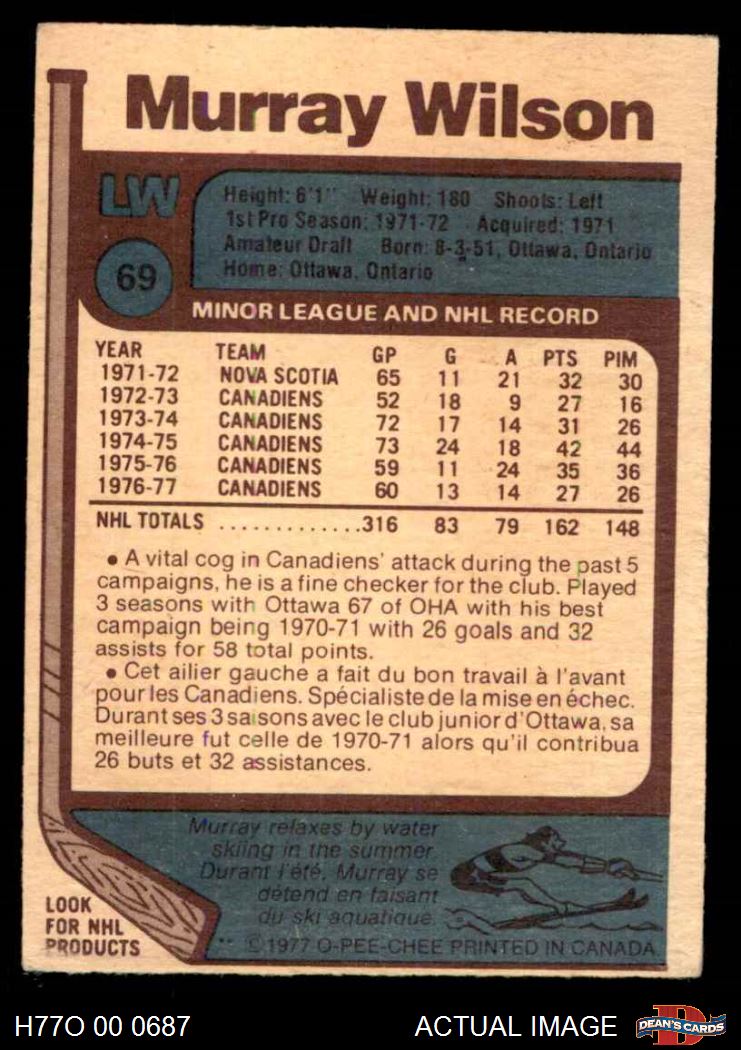 Murray Wilson
LW
Height: 6'1" Weight: 180 Shoots: Left
1st Pro Season: 1971-72 Acquired: 1971
Amateur Draft Born: 8-3-51, Ottawa, Ontario
Home: Ottawa, Ontario
69
MINOR LEAGUE AND NHL RECORD
YEAR TEAM GP G A PTS PIM
1971-72 NOVA SCOTIA 65 11 21 32 30
1972-73 CANADIENS 52 18 9 27 16
1973-74 CANADIENS 72 17 14 31 26
1974-75 CANADIENS 73 24 18 42 44
1975-76 CANADIENS 59 11 24 35 36
1976-77 CANADIENS 60 13 14 27 26
NHL TOTALS .............316 83 79 162 148
• A vital cog in Canadiens' attack during the past 5
campaigns, he is a fine checker for the club. Played
3 seasons with Ottawa 67 of OHA with his best
campaign being 1970-71 with 26 goals and 32
assists for 58 total points.
• Cet ailier gauche a fait du bon travail à l'avant
pour les Canadiens. Spécialiste de la mise en échec.
Durant ses 3 saisons avec le club junior d'Ottawa, sa
meilleure fut celle de 1970-71 alors qu'il contribua
26 buts et 32 assistances.
Murray relaxes by water
skiing in the summer.
Durant l'été, Murray se
détend en faisant
du ski aquatique.
LOOK
FOR NHL
PRODUCTS
** © 1977 O-PEE-CHEE PRINTED IN CANADA
H77O 00 0687 ACTUAL IMAGE
D
DEAN'S CARDS